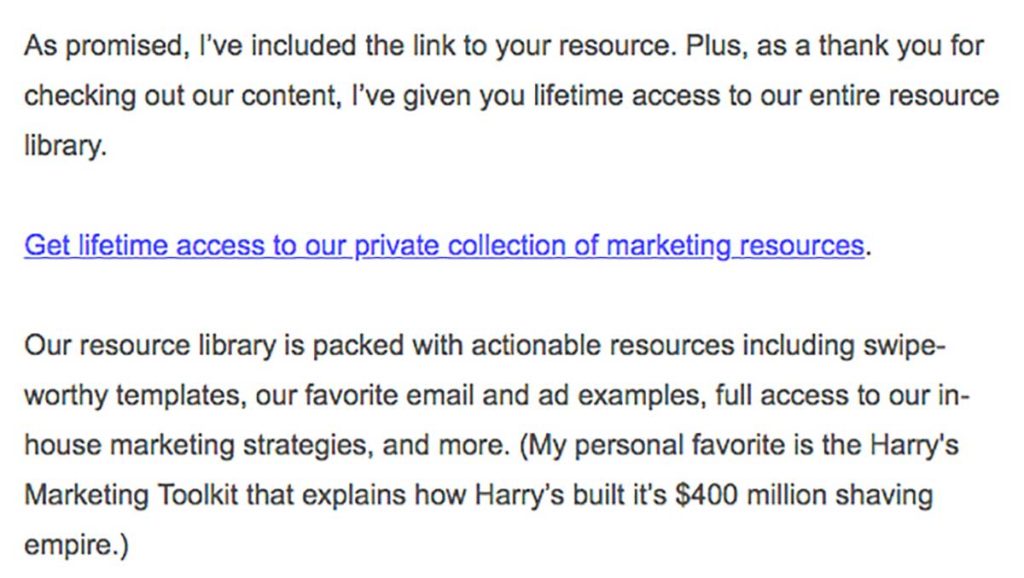 As promised, I've included the link to your resource. Plus, as a thank you for
checking out our content, I've given you lifetime access to our entire resource
library.
Get lifetime access to our private collection of marketing resources.
Our resource library is packed with actionable resources including swipe-
worthy templates, our favorite email and ad examples, full access to our in-
house marketing strategies, and more. (My personal favorite is the Harry's
Marketing Toolkit that explains how Harry’s built it's $400 million shaving
empire.)